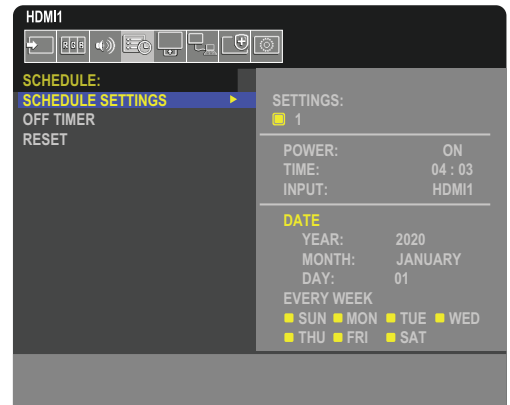 HDMI1
RGB
SCHEDULE:
SCHEDULE SETTINGS
OFF TIMER
RESET
SETTINGS:
1
POWER: ON
TIME: 04 : 03
INPUT: HDMI1
DATE
YEAR: 2020
MONTH: JANUARY
DAY: 01
EVERY WEEK
SUN MON TUE WED
THU FRI SAT